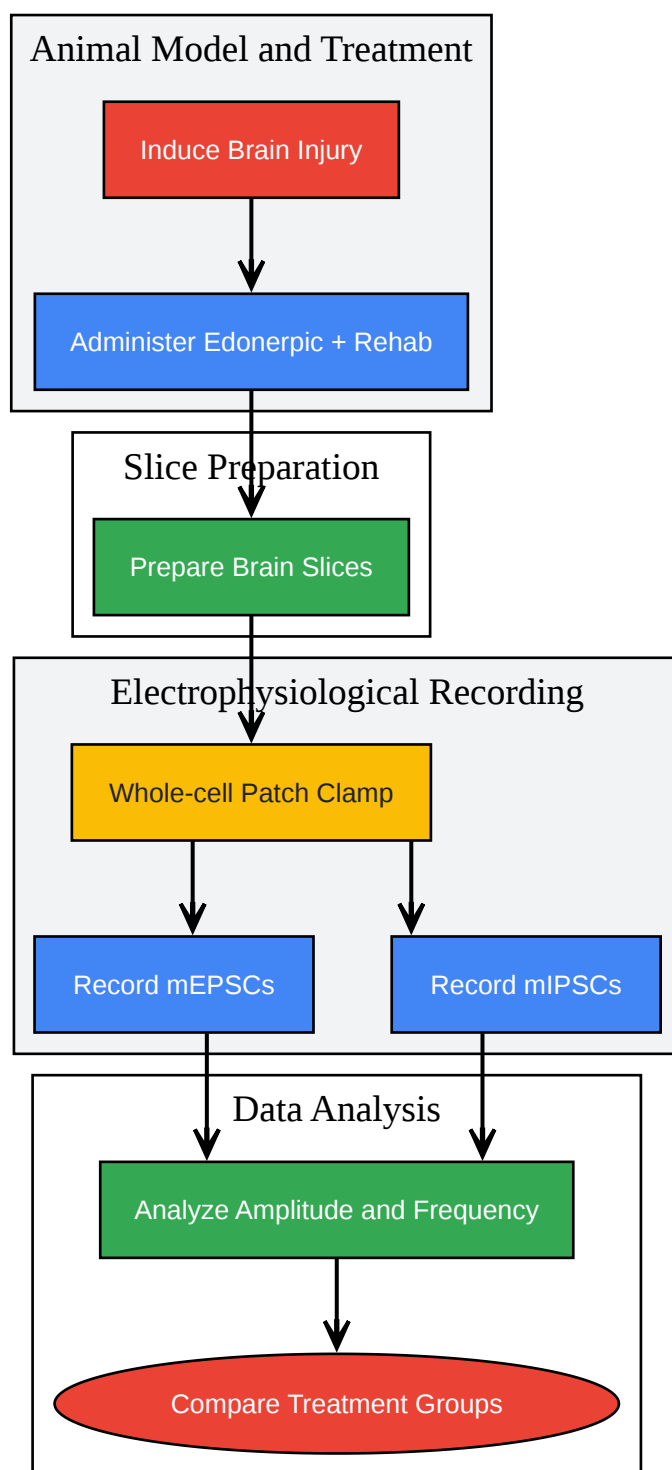 Animal Model and Treatment
Induce Brain Injury
Administer Edonerpic + Rehab
Slice Preparation
Prepare Brain Slices
Electrophysiological Recording
Whole-cell Patch Clamp
Record mEPSCs
Record mIPSCs
Data Analysis
Analyze Amplitude and Frequency
Compare Treatment Groups